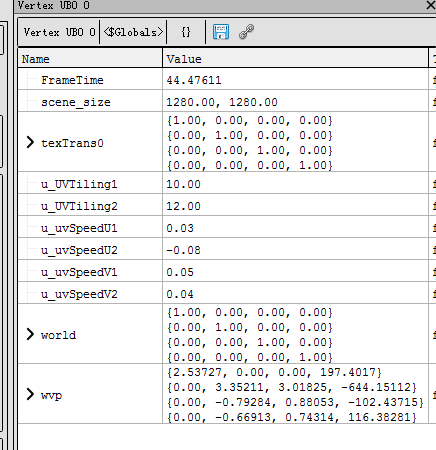 Vertex UBO 0
Vertex UBO 0 <$Globals> {}
Name Value
FrameTime 44.47611
scene_size 1280.00, 1280.00
{1.00, 0.00, 0.00, 0.00}
{0.00, 1.00, 0.00, 0.00}
texTrans0
{0.00, 0.00, 1.00, 0.00}
{0.00, 0.00, 0.00, 1.00}
u_UVTiling1 10.00
u_UVTiling2 12.00
u_uvSpeedU1 0.03
u_uvSpeedU2 -0.08
u_uvSpeedV1 0.05
u_uvSpeedV2 0.04
{1.00, 0.00, 0.00, 0.00}
{0.00, 1.00, 0.00, 0.00}
world
{0.00, 0.00, 1.00, 0.00}
{0.00, 0.00, 0.00, 1.00}
{2.53727, 0.00, 0.00, 197.4017}
{0.00, 3.35211, 3.01825, -644.15112}
wvp
{0.00, -0.79284, 0.88053, -102.43715}
{0.00, -0.66913, 0.74314, 116.38281}